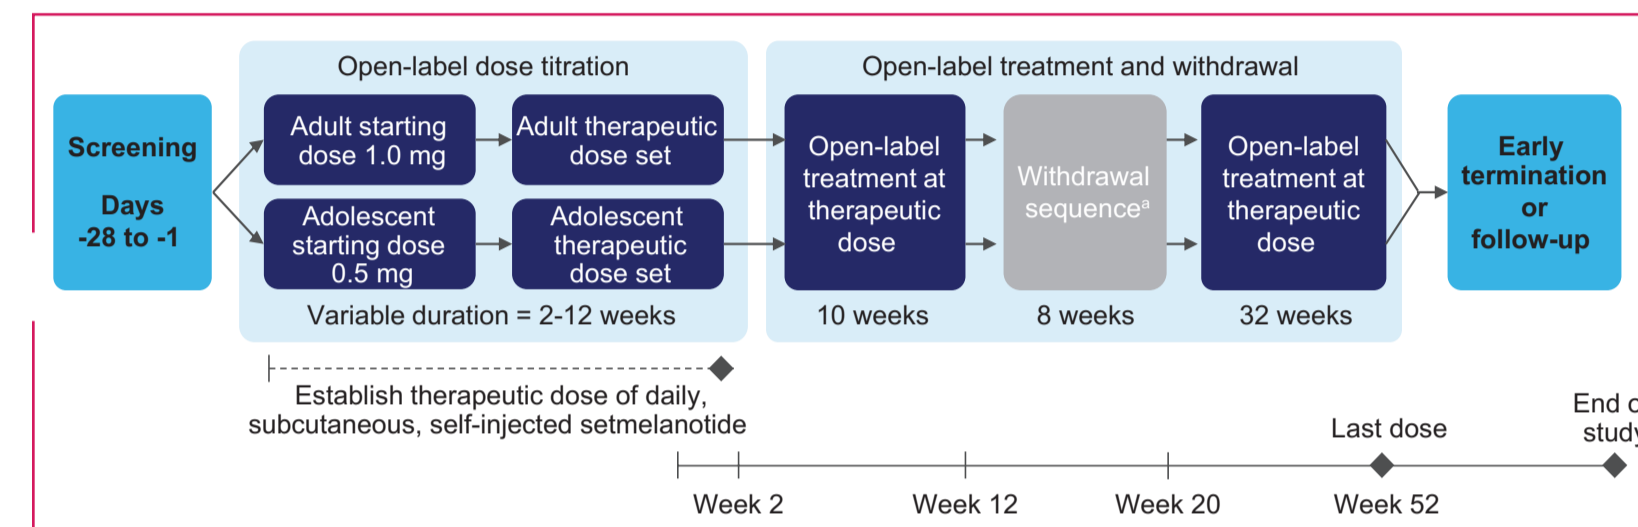 Open-label dose titration
Open-label treatment and withdrawal
Screening
Days
-28 to -1
Adult starting
dose 1.0 mg
Adult therapeutic
dose set
Adolescent
starting dose
0.5 mg
Adolescent
therapeutic
dose set
Variable duration = 2-12 weeks
Open-label
treatment at
therapeutic
dose
10 weeks
Withdrawal
sequenceᵃ
8 weeks
Open-label
treatment at
therapeutic
dose
32 weeks
Early
termination
or
follow-up
Establish therapeutic dose of daily,
subcutaneous, self-injected setmelanotide
Last dose
End
study
Week 2
Week 12
Week 20
Week 52